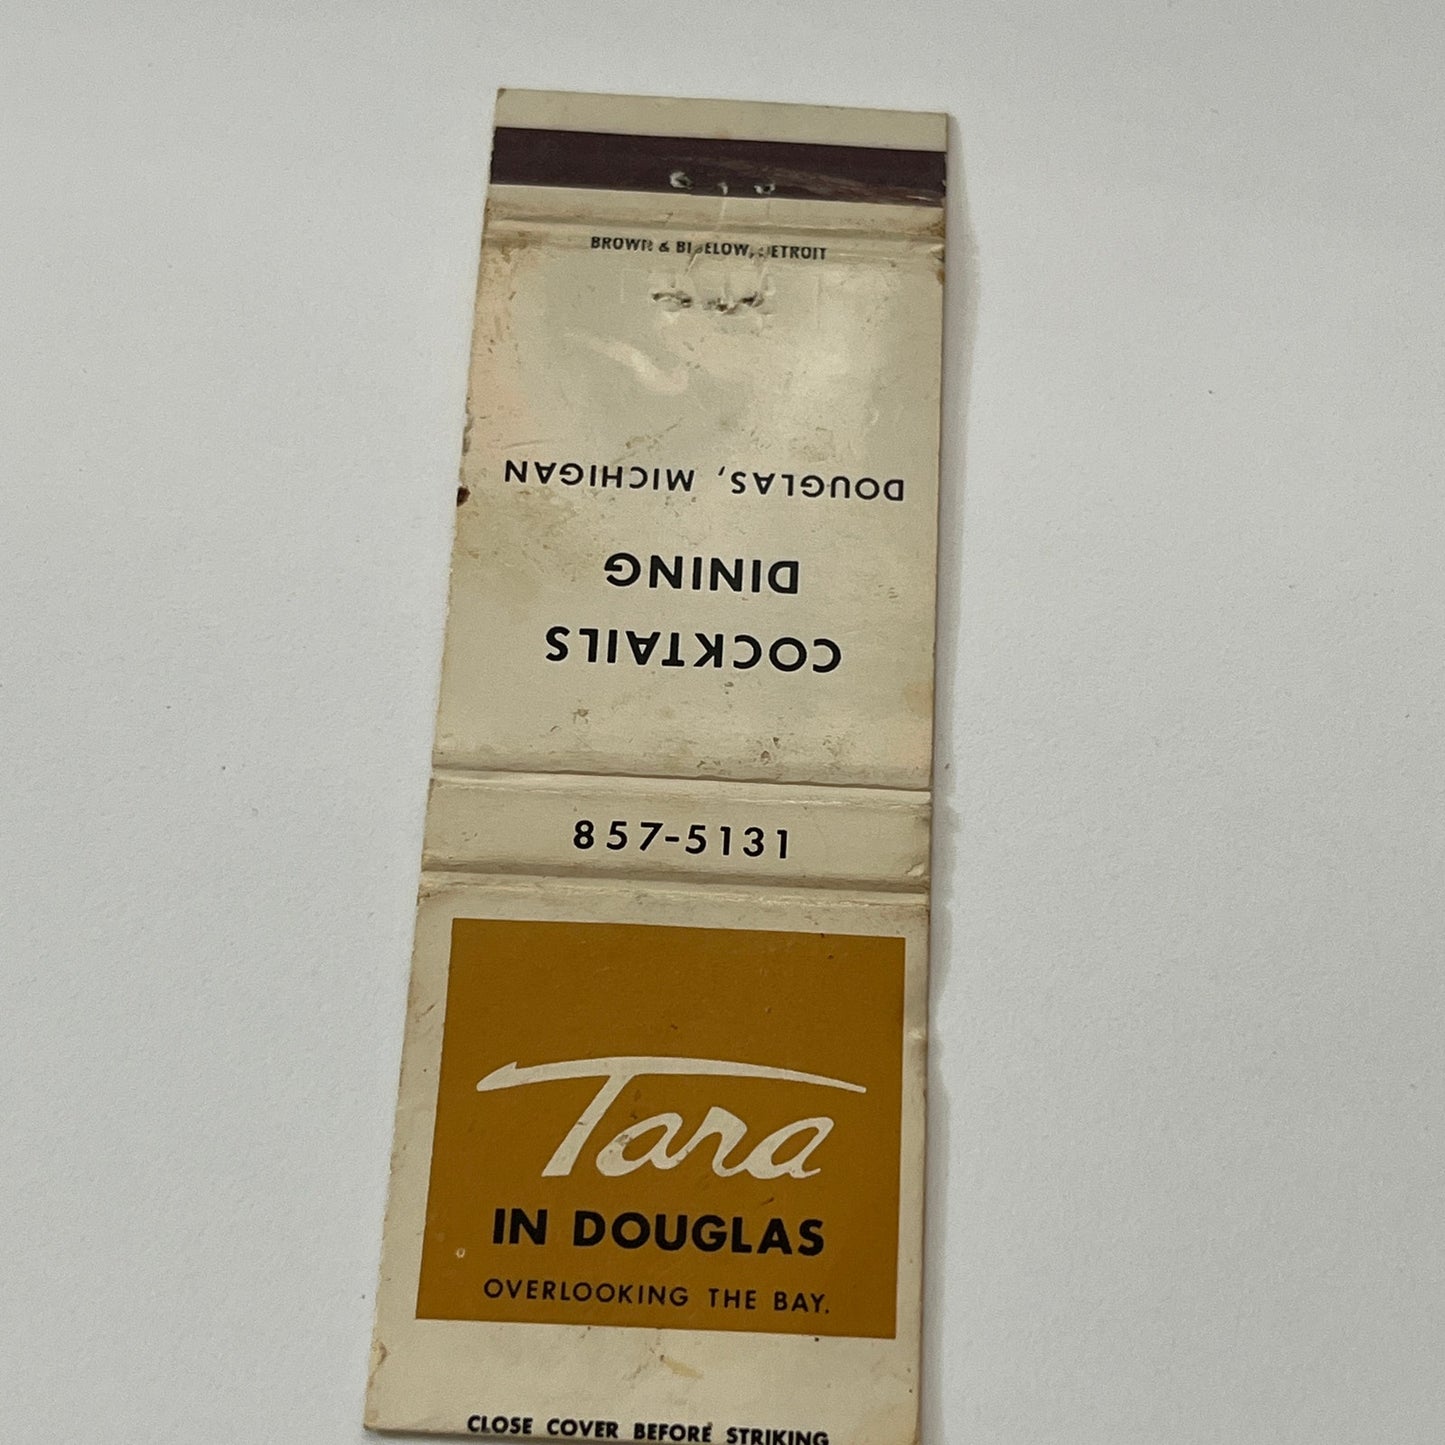 BROWN & BIGELOW, DETROIT
COCKTAILS
DINING
DOUGLAS, MICHIGAN
857-5131
Tara
IN DOUGLAS
OVERLOOKING THE BAY.
CLOSE COVER BEFORE STRIKING